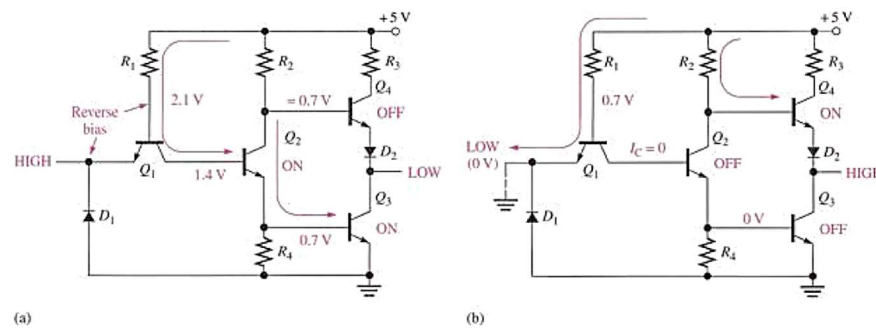 +5 V
R1
R2
R3
Q4
2.1 V
= 0.7 V
OFF
Reverse
bias
Q2
D2
HIGH
ON
LOW
Q1
1.4 V
Q3
D1
0.7 V
ON
R4
(a)
+5 V
R1
R2
R3
Q4
0.7 V
ON
LOW
(0 V)
IC = 0
Q2
D2
OFF
HIGH
Q1
Q3
D1
0 V
OFF
R4
(b)